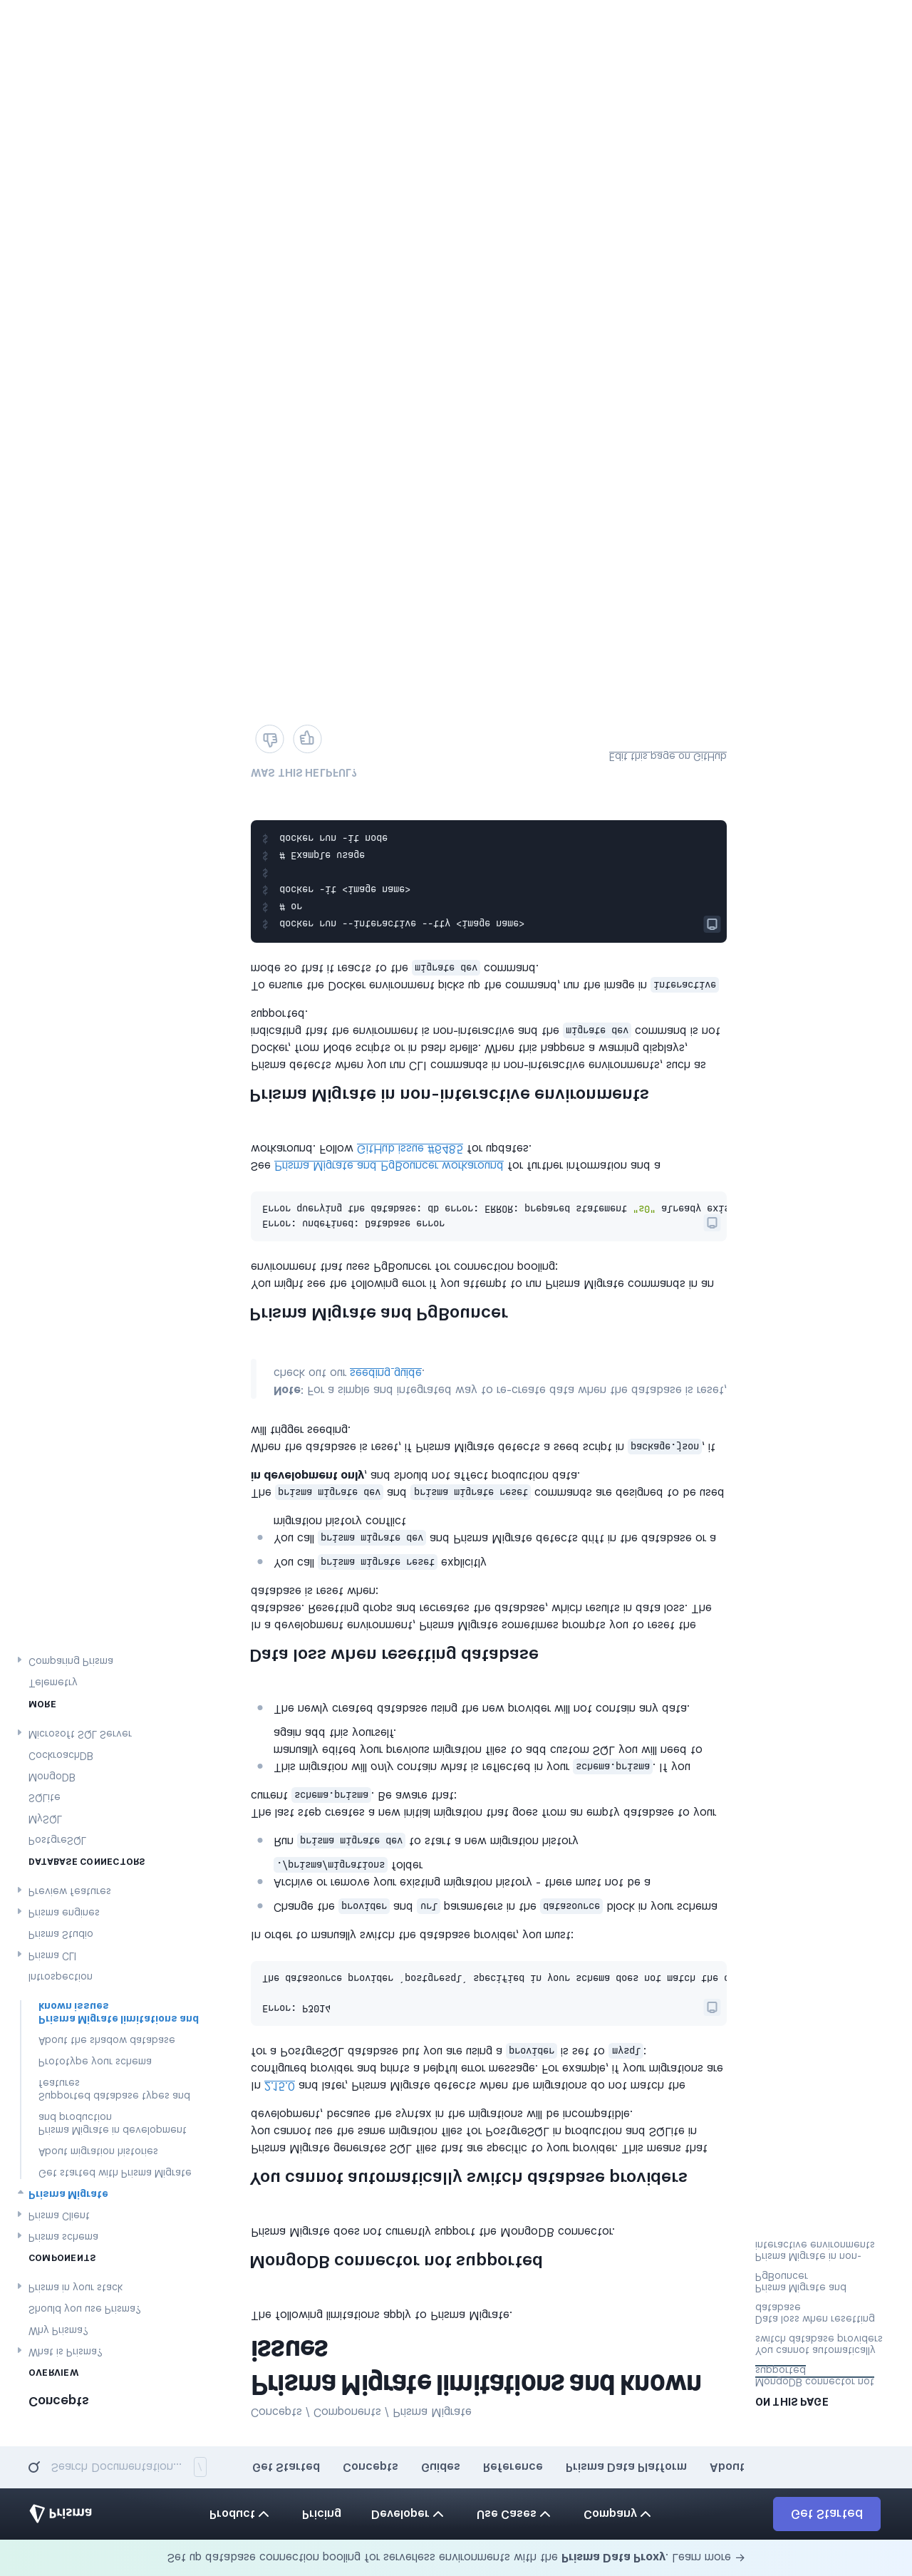 Set up database connection pooling for serverless environments with the Prisma Data Proxy. Learn more →
Prisma
Product
Pricing
Developer
Use Cases
Company
Get Started
Search Documentation...
/
Get Started
Concepts
Guides
Reference
Prisma Data Platform
About
Concepts
OVERVIEW
What is Prisma?
Why Prisma?
Should you use Prisma?
Prisma in your stack
COMPONENTS
Prisma schema
Prisma Client
Prisma Migrate
Get started with Prisma Migrate
About migration histories
Prisma Migrate in development
and production
Supported database types and
features
Prototype your schema
About the shadow database
Prisma Migrate limitations and
known issues
Introspection
Prisma CLI
Prisma Studio
Prisma engines
Preview features
DATABASE CONNECTORS
PostgreSQL
MySQL
SQLite
MongoDB
CockroachDB
Microsoft SQL Server
MORE
Telemetry
Comparing Prisma
Concepts / Components / Prisma Migrate
Prisma Migrate limitations and known
issues
The following limitations apply to Prisma Migrate.
MongoDB connector not supported
Prisma Migrate does not currently support the MongoDB connector.
You cannot automatically switch database providers
Prisma Migrate generates SQL files that are specific to your provider. This means that
you cannot use the same migration files for PostgreSQL in production and SQLite in
development, because the syntax in the migrations will be incompatible.
In 2.15.0 and later, Prisma Migrate detects when the migrations do not match the
configured provider and prints a helpful error message. For example, if your migrations are
for a PostgreSQL database but you are using a provider is set to mysql:
Error: P3014
The datasource provider `postgresql` specified in your schema does not match the
In order to manually switch the database provider, you must:
Change the provider and url parameters in the datasource block in your schema
Archive or remove your existing migration history - there must not be a
./prisma/migrations folder
Run prisma migrate dev to start a new migration history
The last step creates a new initial migration that goes from an empty database to your
current schema.prisma. Be aware that:
This migration will only contain what is reflected in your schema.prisma. If you
manually edited your previous migration files to add custom SQL you will need to
again add this yourself.
The newly created database using the new provider will not contain any data.
Data loss when resetting database
In a development environment, Prisma Migrate sometimes prompts you to reset the
database. Resetting drops and recreates the database, which results in data loss. The
database is reset when:
You call prisma migrate reset explicitly
You call prisma migrate dev and Prisma Migrate detects drift in the database or a
migration history conflict
The prisma migrate dev and prisma migrate reset commands are designed to be used
in development only, and should not affect production data.
When the database is reset, if Prisma Migrate detects a seed script in package.json, it
will trigger seeding.
Note: For a simple and integrated way to re-create data when the database is reset,
check out our seeding guide.
Prisma Migrate and PgBouncer
You might see the following error if you attempt to run Prisma Migrate commands in an
environment that uses PgBouncer for connection pooling:
Error: undefined: Database error
Error querying the database: db error: ERROR: prepared statement "s0" already exis
See Prisma Migrate and PgBouncer workaround for further information and a
workaround. Follow GitHub issue #6485 for updates.
Prisma Migrate in non-interactive environments
Prisma detects when you run CLI commands in non-interactive environments, such as
Docker, from Node scripts or in bash shells. When this happens a warning displays,
indicating that the environment is non-interactive and the migrate dev command is not
supported.
To ensure the Docker environment picks up the command, run the image in interactive
mode so that it reacts to the migrate dev command.
$ docker run --interactive --tty <image name>
$ # or
$ docker -it <image name>
$
$ # Example usage
$ docker run -it node
WAS THIS HELPFUL?
Edit this page on GitHub
ON THIS PAGE
MongoDB connector not
supported
You cannot automatically
switch database providers
Data loss when resetting
database
Prisma Migrate and
PgBouncer
Prisma Migrate in non-
interactive environments